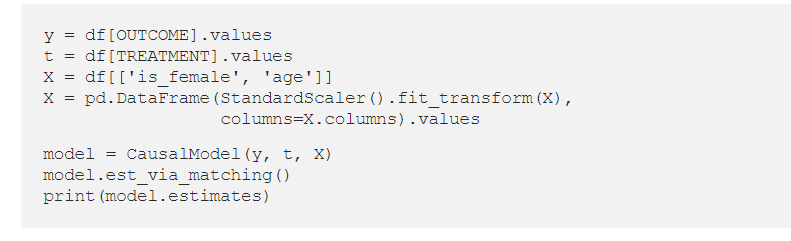 y = df[OUTCOME].values
t = df[TREATMENT].values
X = df[['is_female', 'age']]
X = pd.DataFrame(StandardScaler().fit_transform(X),
                 columns=X.columns).values
model = CausalModel(y, t, X)
model.est_via_matching()
print(model.estimates)